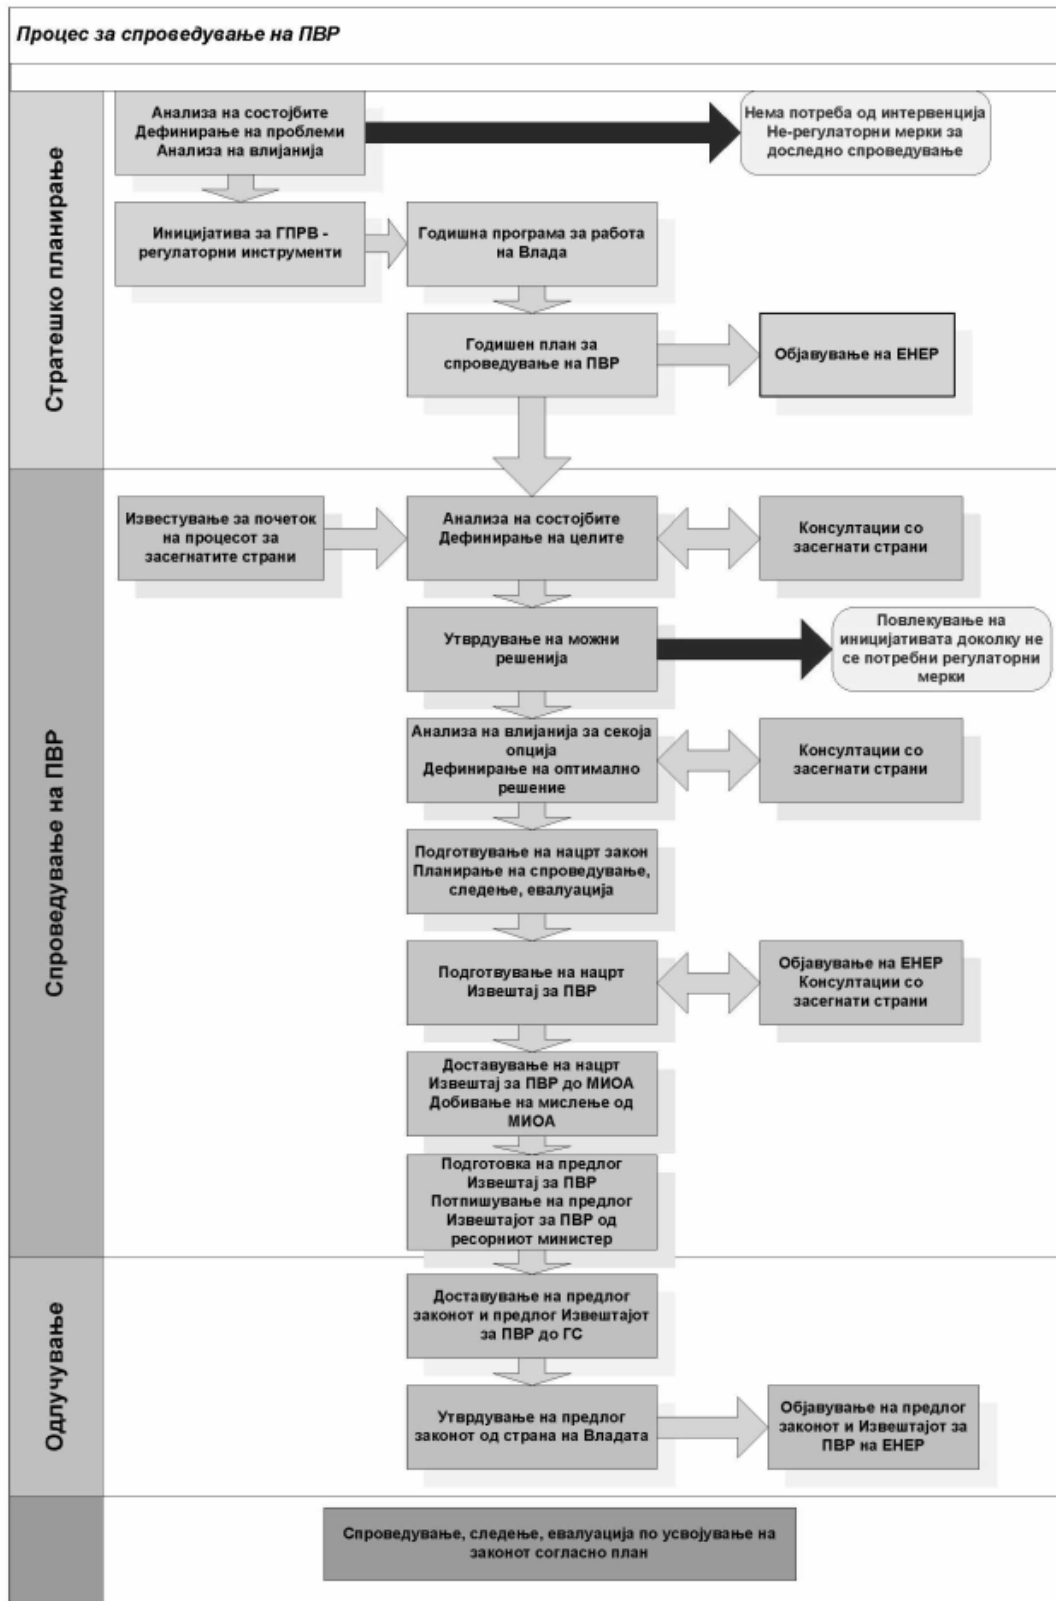 Процес за спроведување на ПВР
Стратешко планирање
Анализа на состојбите
Дефинирање на проблеми
Анализа на влијанија
Нема потреба од интервенција
Не-регулаторни мерки за
доследно спроведување
Иницијатива за ГПРВ -
регулаторни инструменти
Годишна програма за работа
на Влада
Годишен план за
спроведување на ПВР
Објавување на ЕНЕР
Спроведување на ПВР
Известување за почеток
на процесот за
засегнатите страни
Анализа на состојбите
Дефинирање на целите
Консултации со
засегнати страни
Утврдување на можни
решенија
Повлекување на
иницијативата доколку не
се потребни регулаторни
мерки
Анализа на влијанија за секоја
опција
Дефинирање на оптимално
решение
Консултации со
засегнати страни
Подготвување на нацрт закон
Планирање на спроведување,
следење, евалуација
Подготвување на нацрт
Извештај за ПВР
Објавување на ЕНЕР
Консултации со
засегнати страни
Доставување на нацрт
Извештај за ПВР до МИОА
Добивање на мислење од
МИОА
Подготовка на предлог
Извештај за ПВР
Потпишување на предлог
Извештајот за ПВР од
ресорниот министер
Одлучување
Доставување на предлог
законот и предлог Извештајот
за ПВР до ГС
Утврдување на предлог
законот од страна на Владата
Објавување на предлог
законот и Извештајот за
ПВР на ЕНЕР
Спроведување, следење, евалуација по усвојување на
законот согласно план